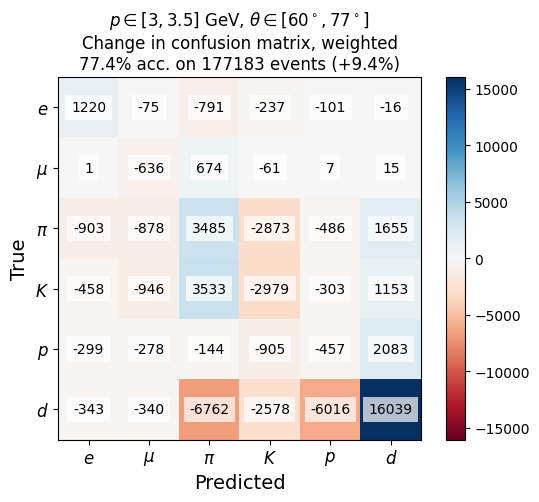 p ∈ [3, 3.5] GeV, θ ∈ [60°, 77°]
Change in confusion matrix, weighted
77.4% acc. on 177183 events (+9.4%)
True
e 1220 -75 -791 -237 -101 -16
μ 1 -636 674 -61 7 15
π -903 -878 3485 -2873 -486 1655
K -458 -946 3533 -2979 -303 1153
p -299 -278 -144 -905 -457 2083
d -343 -340 -6762 -2578 -6016 16039
e μ π K p d
Predicted
15000
10000
5000
0
−5000
−10000
−15000